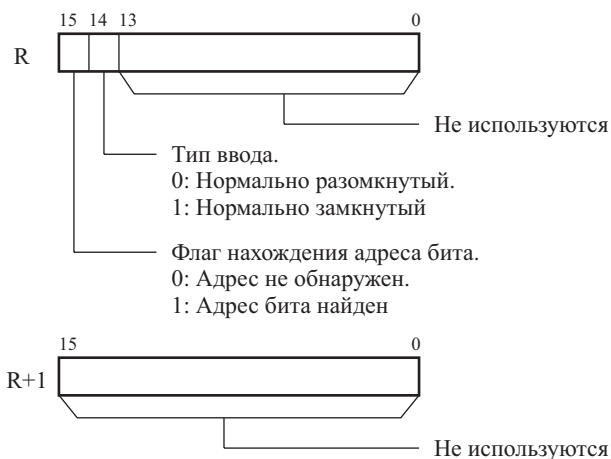 15 14 13 0
R
Не используются
Тип ввода.
0: Нормально разомкнутый.
1: Нормально замкнутый
Флаг нахождения адреса бита.
0: Адрес не обнаружен.
1: Адрес бита найден
15 0
R+1
Не используются